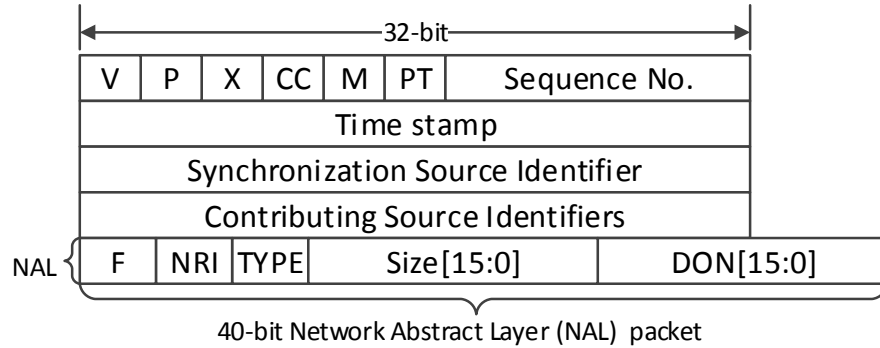 32-bit
V P X CC M PT Sequence No.
Time stamp
Synchronization Source Identifier
Contributing Source Identifiers
NAL F NRI TYPE Size[15:0] DON[15:0]
40-bit Network Abstract Layer (NAL) packet